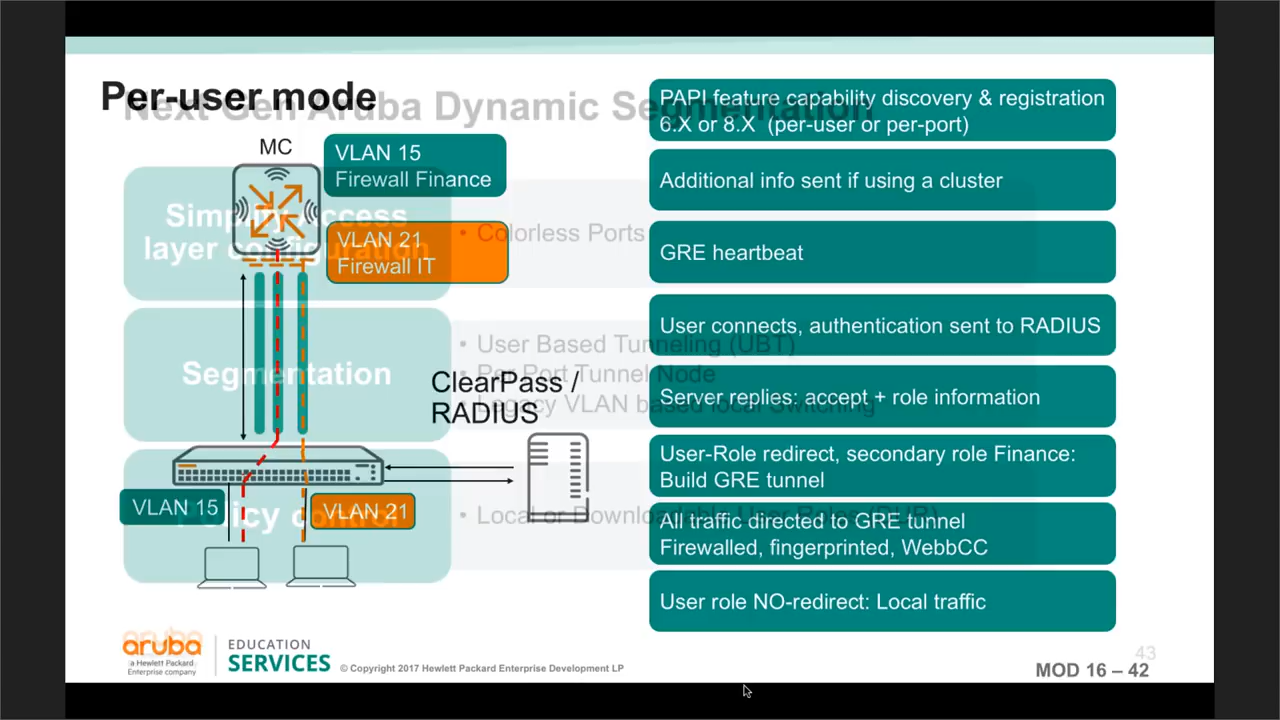 Per-user mode
Next Gen Aruba Dynamic Segmentation
MC
VLAN 15
Firewall Finance
VLAN 21
Firewall IT
Simplify Access
layer configuration
• Colorless Ports
Segmentation
• User Based Tunneling (UBT)
• Per Port Tunnel Node
• Legacy VLAN based local Switching
ClearPass /
RADIUS
VLAN 15
VLAN 21
Policy control
• Local or Downloadable User Roles (DUR)
PAPI feature capability discovery & registration
6.X or 8.X (per-user or per-port)
Additional info sent if using a cluster
GRE heartbeat
User connects, authentication sent to RADIUS
Server replies: accept + role information
User-Role redirect, secondary role Finance:
Build GRE tunnel
All traffic directed to GRE tunnel
Firewalled, fingerprinted, WebbCC
User role NO-redirect: Local traffic
aruba
a Hewlett Packard
Enterprise company
EDUCATION
SERVICES
© Copyright 2017 Hewlett Packard Enterprise Development LP
43
MOD 16 – 42